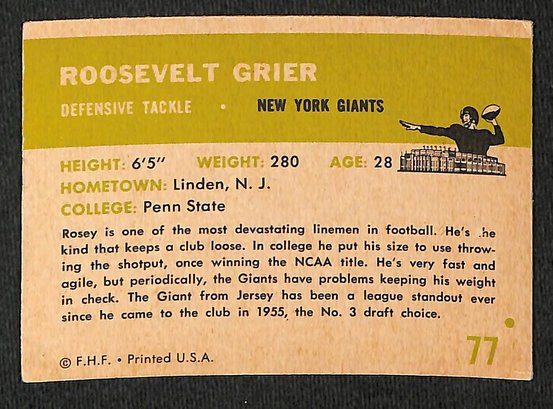 ROOSEVELT GRIER
DEFENSIVE TACKLE • NEW YORK GIANTS
HEIGHT: 6'5" WEIGHT: 280 AGE: 28
HOMETOWN: Linden, N. J.
COLLEGE: Penn State
Rosey is one of the most devastating linemen in football. He's .he
kind that keeps a club loose. In college he put his size to use throw-
ing the shotput, once winning the NCAA title. He's very fast and
agile, but periodically, the Giants have problems keeping his weight
in check. The Giant from Jersey has been a league standout ever
since he came to the club in 1955, the No. 3 draft choice.
77
© F.H.F. • Printed U.S.A.